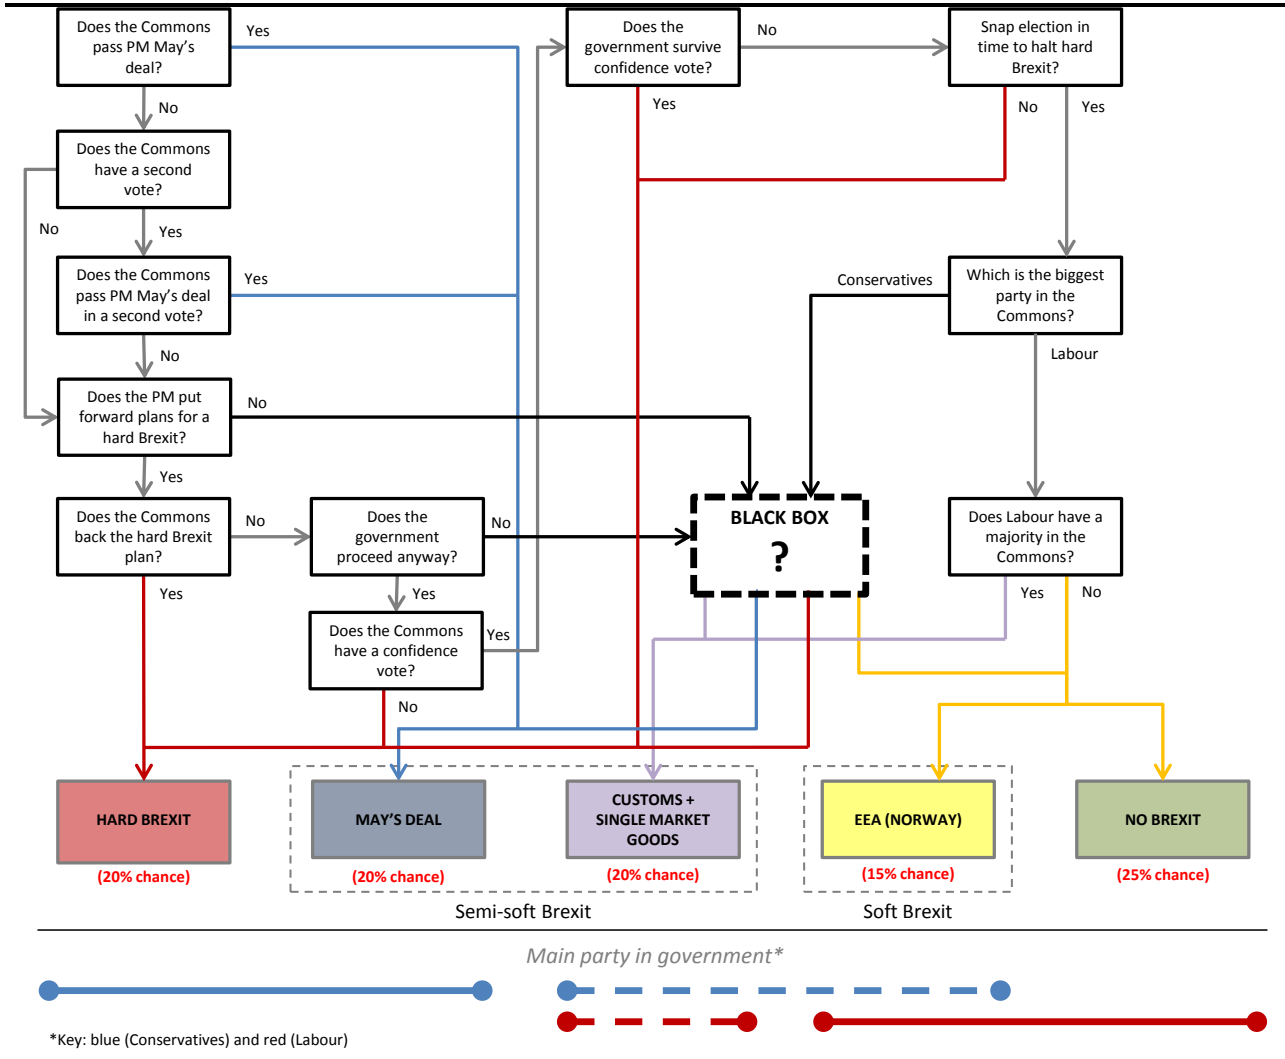 Does the Commons
pass PM May's
deal?
Yes
No
Does the Commons
have a second
vote?
No
Yes
Does the Commons
pass PM May's deal
in a second vote?
Yes
No
Does the PM put
forward plans for a
hard Brexit?
No
Yes
Does the Commons
back the hard Brexit
plan?
No
Yes
Does the
government
proceed anyway?
No
Yes
Does the Commons
have a confidence
vote?
Yes
No
Does the
government survive
confidence vote?
No
Yes
Snap election in
time to halt hard
Brexit?
No
Yes
Which is the biggest
party in the
Commons?
Conservatives
Labour
BLACK BOX
?
Does Labour have a
majority in the
Commons?
Yes
No
HARD BREXIT
(20% chance)
MAY'S DEAL
(20% chance)
CUSTOMS +
SINGLE MARKET
GOODS
(20% chance)
EEA (NORWAY)
(15% chance)
NO BREXIT
(25% chance)
Semi-soft Brexit
Soft Brexit
Main party in government*
*Key: blue (Conservatives) and red (Labour)